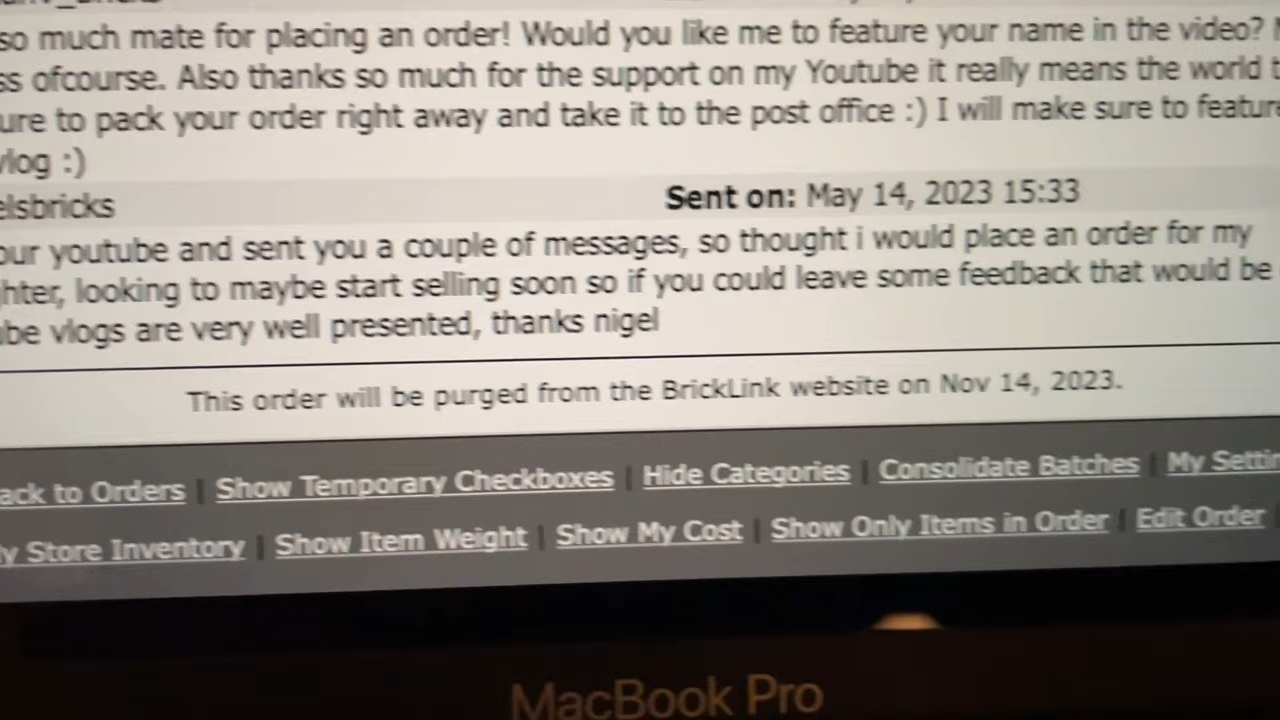 so much mate for placing an order! Would you like me to feature your name in the video?
ss ofcourse. Also thanks so much for the support on my Youtube it really means the world t
ure to pack your order right away and take it to the post office :) I will make sure to feature
vlog :)
elsbricks Sent on: May 14, 2023 15:33
our youtube and sent you a couple of messages, so thought i would place an order for my
ghter, looking to maybe start selling soon so if you could leave some feedback that would be
ube vlogs are very well presented, thanks nigel
This order will be purged from the BrickLink website on Nov 14, 2023.
ack to Orders | Show Temporary Checkboxes | Hide Categories | Consolidate Batches | My Settin
y Store Inventory | Show Item Weight | Show My Cost | Show Only Items in Order | Edit Order
MacBook Pro